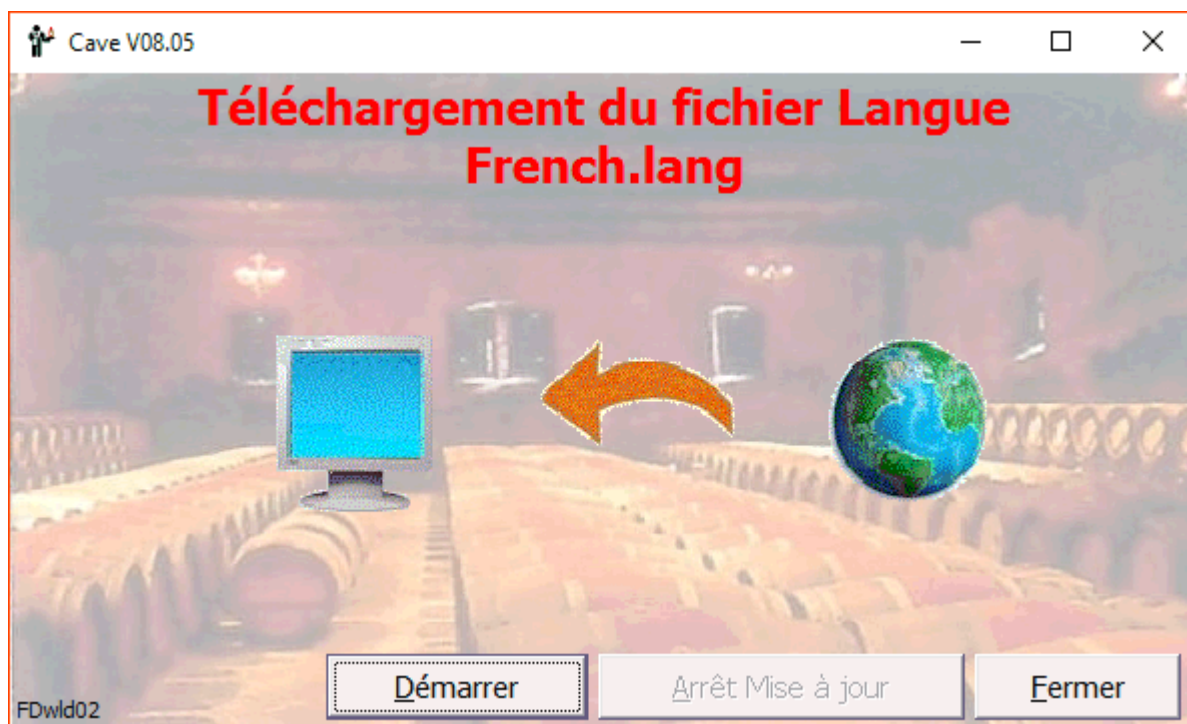 Cave V08.05
Téléchargement du fichier Langue
French.lang
Démarrer
Arrêt Mise à jour
Fermer
FDwld02